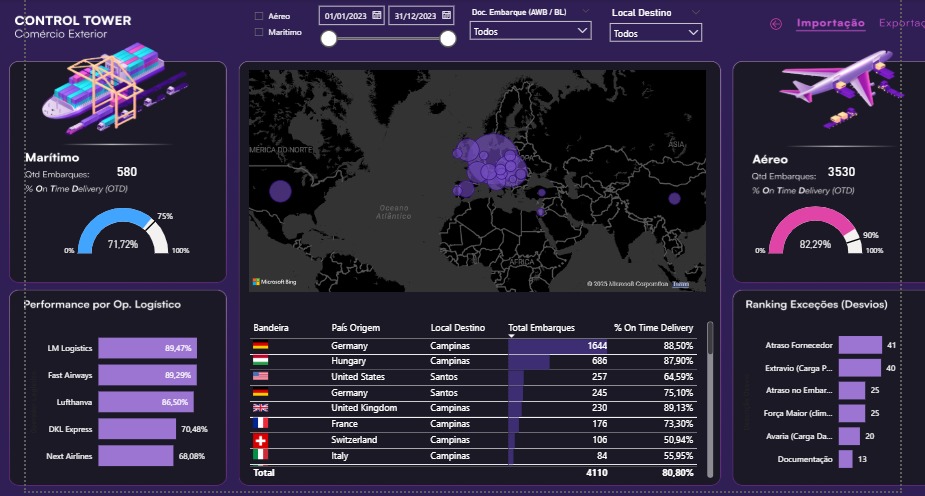 CONTROL TOWER
Comércio Exterior
Aéreo
Marítimo
01/01/2023
31/12/2023
Doc. Embarque (AWB / BL)
Todos
Local Destino
Todos
Importação
Exportaç
Marítimo
Qtd Embarques: 580
% On Time Delivery (OTD)
75%
0%
71,72%
100%
AMÉRICA DO NORTE
Oceano
Atlântico
ÁSIA
ÁFRICA
Microsoft Bing
© 2023 Microsoft Corporation Terms
Aéreo
Qtd Embarques: 3530
% On Time Delivery (OTD)
90%
0%
82,29%
100%
Performance por Op. Logístico
LM Logistics 89,47%
Fast Airways 89,29%
Lufthanva 86,50%
DKL Express 70,48%
Next Airlines 68,08%
Bandeira País Origem Local Destino Total Embarques % On Time Delivery
Germany Campinas 1644 88,50%
Hungary Campinas 686 87,90%
United States Santos 257 64,59%
Germany Santos 245 75,10%
United Kingdom Campinas 230 89,13%
France Campinas 176 73,30%
Switzerland Campinas 106 50,94%
Italy Campinas 84 55,95%
Total 4110 80,80%
Ranking Exceções (Desvios)
Atraso Fornecedor 41
Extravio (Carga P... 40
Atraso no Embar... 25
Força Maior (clim... 25
Avaria (Carga Da... 20
Documentação 13